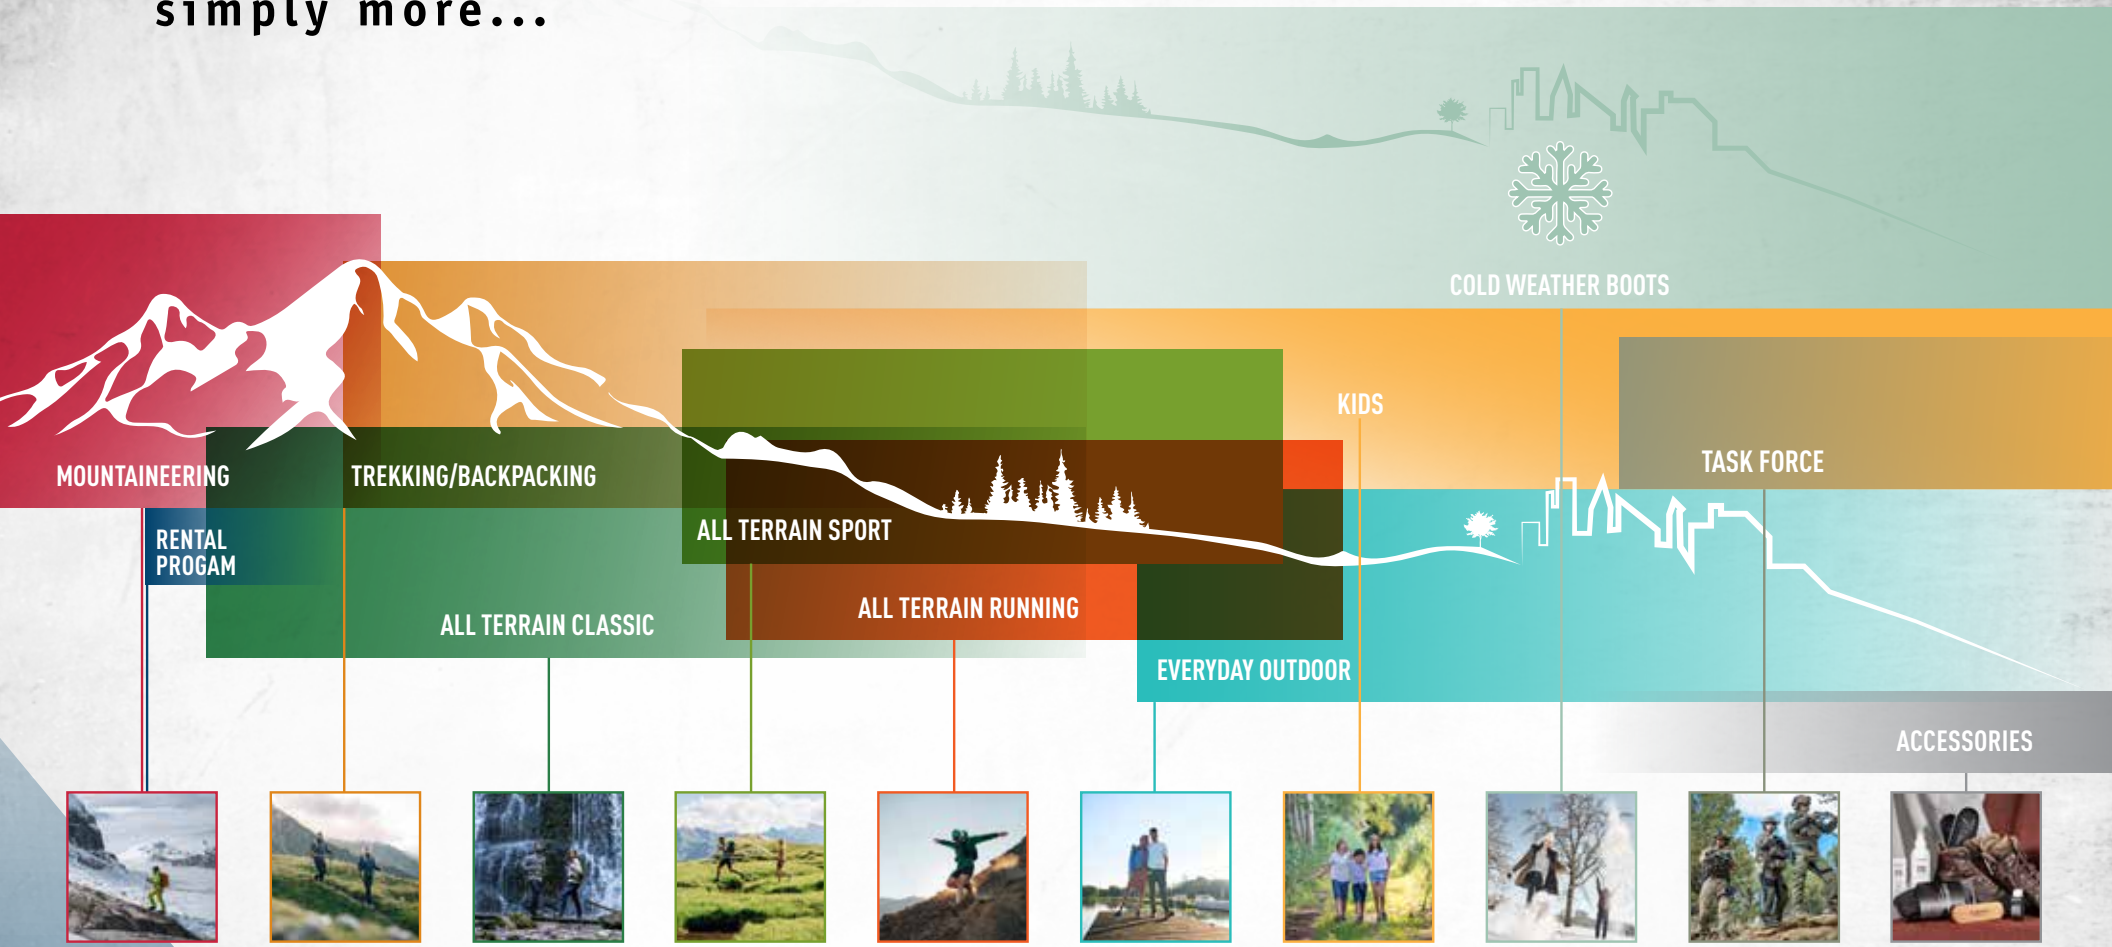 simply more...
COLD WEATHER BOOTS
KIDS
TASK FORCE
MOUNTAINEERING
TREKKING/BACKPACKING
RENTAL
PROGAM
ALL TERRAIN SPORT
ALL TERRAIN RUNNING
ALL TERRAIN CLASSIC
EVERYDAY OUTDOOR
ACCESSORIES